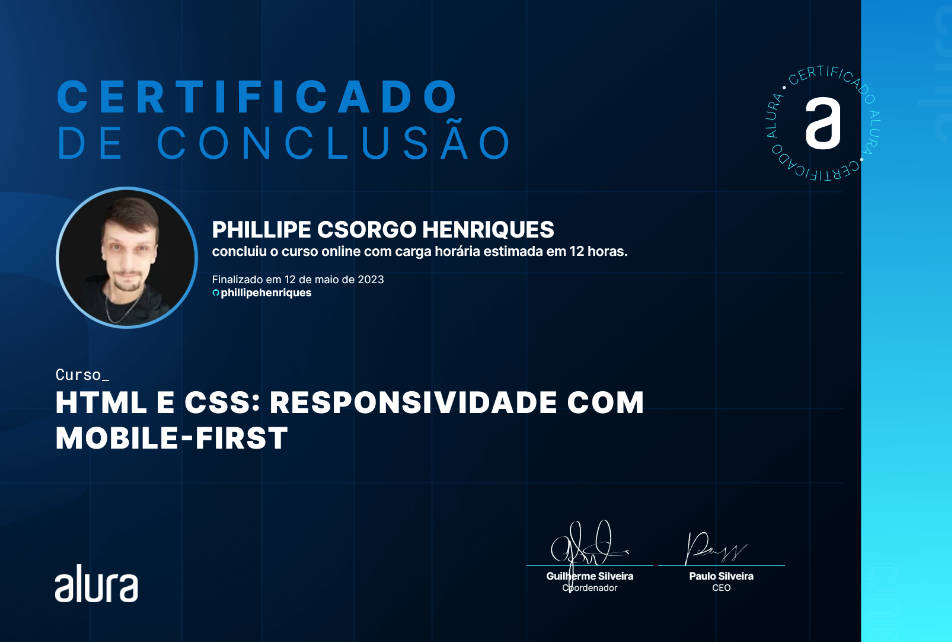 CERTIFICADO
DE CONCLUSÃO
CERTIFICADO ALURA • CERTIFICADO ALURA •
a
PHILLIPE CSORGO HENRIQUES
concluiu o curso online com carga horária estimada em 12 horas.
Finalizado em 12 de maio de 2023
phillipehenriques
Curso_
HTML E CSS: RESPONSIVIDADE COM
MOBILE-FIRST
alura
Guilherme Silveira
Coordenador
Paulo Silveira
CEO